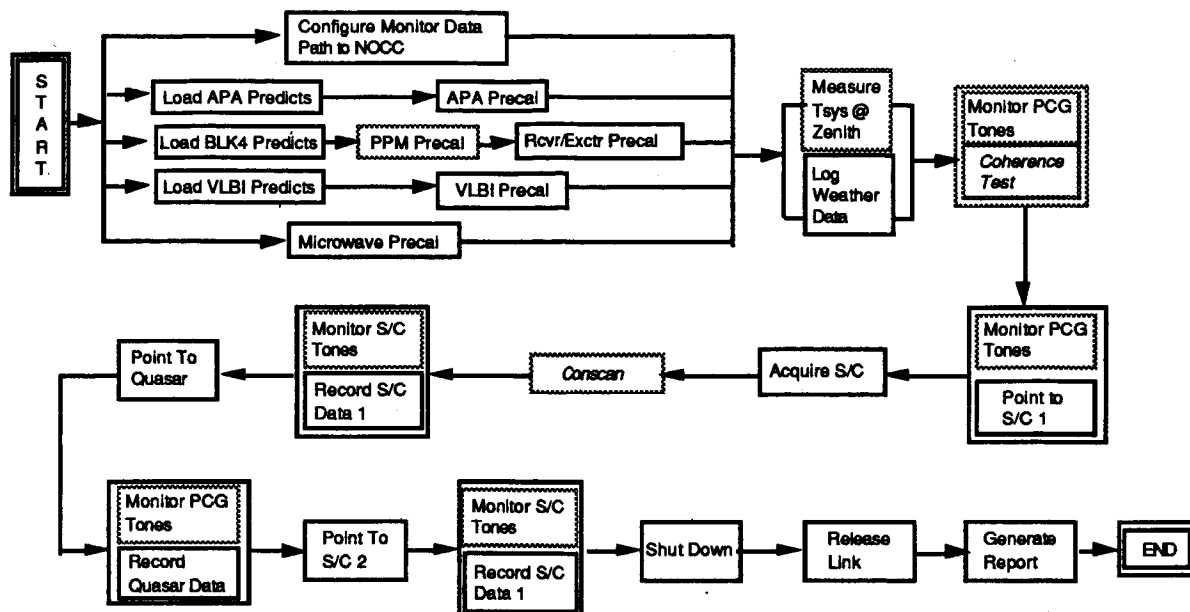 START
Configure Monitor Data
Path to NOCC
Load APA Predicts
APA Precal
Load BLK4 Predicts
PPM Precal
Rcvr/Exctr Precal
Load VLBI Predicts
VLBI Precal
Microwave Precal
Measure
Tsys @
Zenith
Log
Weather
Data
Monitor PCG
Tones
Coherence
Test
Monitor PCG
Tones
Point to
S/C 1
Acquire S/C
Conscan
Monitor S/C
Tones
Record S/C
Data 1
Point To
Quasar
Monitor PCG
Tones
Record
Quasar Data
Point To
S/C 2
Monitor S/C
Tones
Record S/C
Data 1
Shut Down
Release
Link
Generate
Report
END